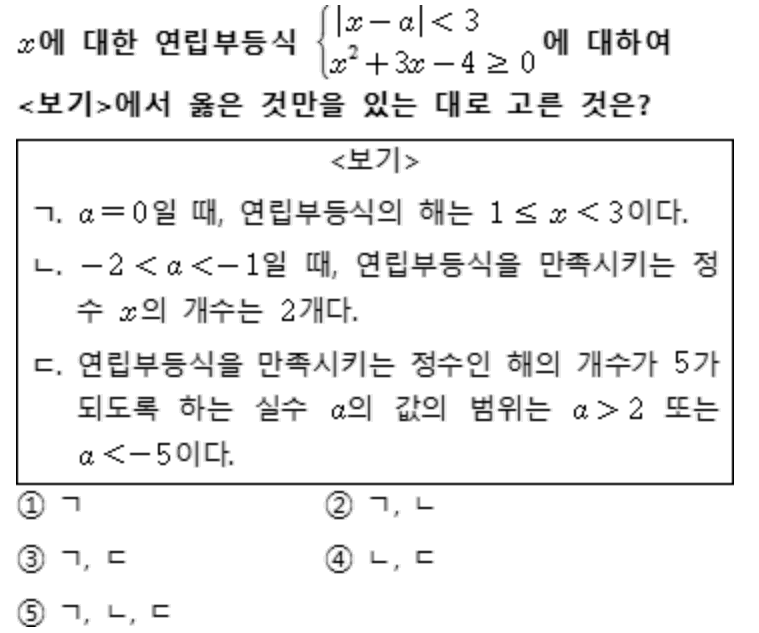 x에 대한 연립부등식 { |x − a| < 3
x² + 3x − 4 ≥ 0 에 대하여
<보기>에서 옳은 것만을 있는 대로 고른 것은?
<보기>
ㄱ. a = 0일 때, 연립부등식의 해는 1 ≤ x < 3이다.
ㄴ. −2 < a < −1일 때, 연립부등식을 만족시키는 정
수 x의 개수는 2개다.
ㄷ. 연립부등식을 만족시키는 정수인 해의 개수가 5가
되도록 하는 실수 a의 값의 범위는 a > 2 또는
a < −5이다.
① ㄱ ② ㄱ, ㄴ
③ ㄱ, ㄷ ④ ㄴ, ㄷ
⑤ ㄱ, ㄴ, ㄷ